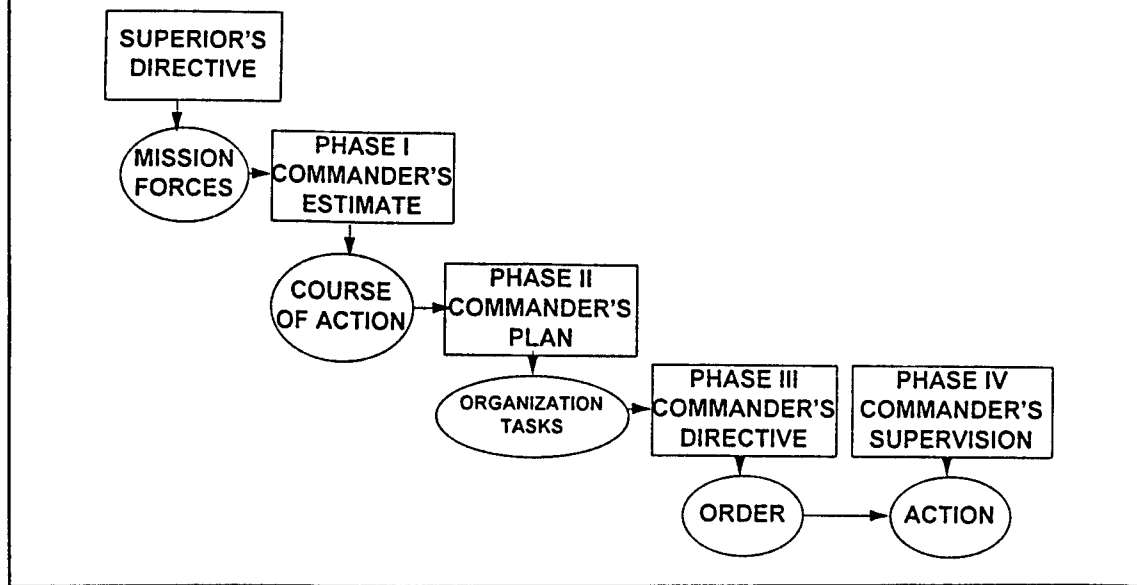 SUPERIOR'S
DIRECTIVE
MISSION
FORCES
PHASE I
COMMANDER'S
ESTIMATE
COURSE
OF ACTION
PHASE II
COMMANDER'S
PLAN
ORGANIZATION
TASKS
PHASE III
COMMANDER'S
DIRECTIVE
PHASE IV
COMMANDER'S
SUPERVISION
ORDER
ACTION